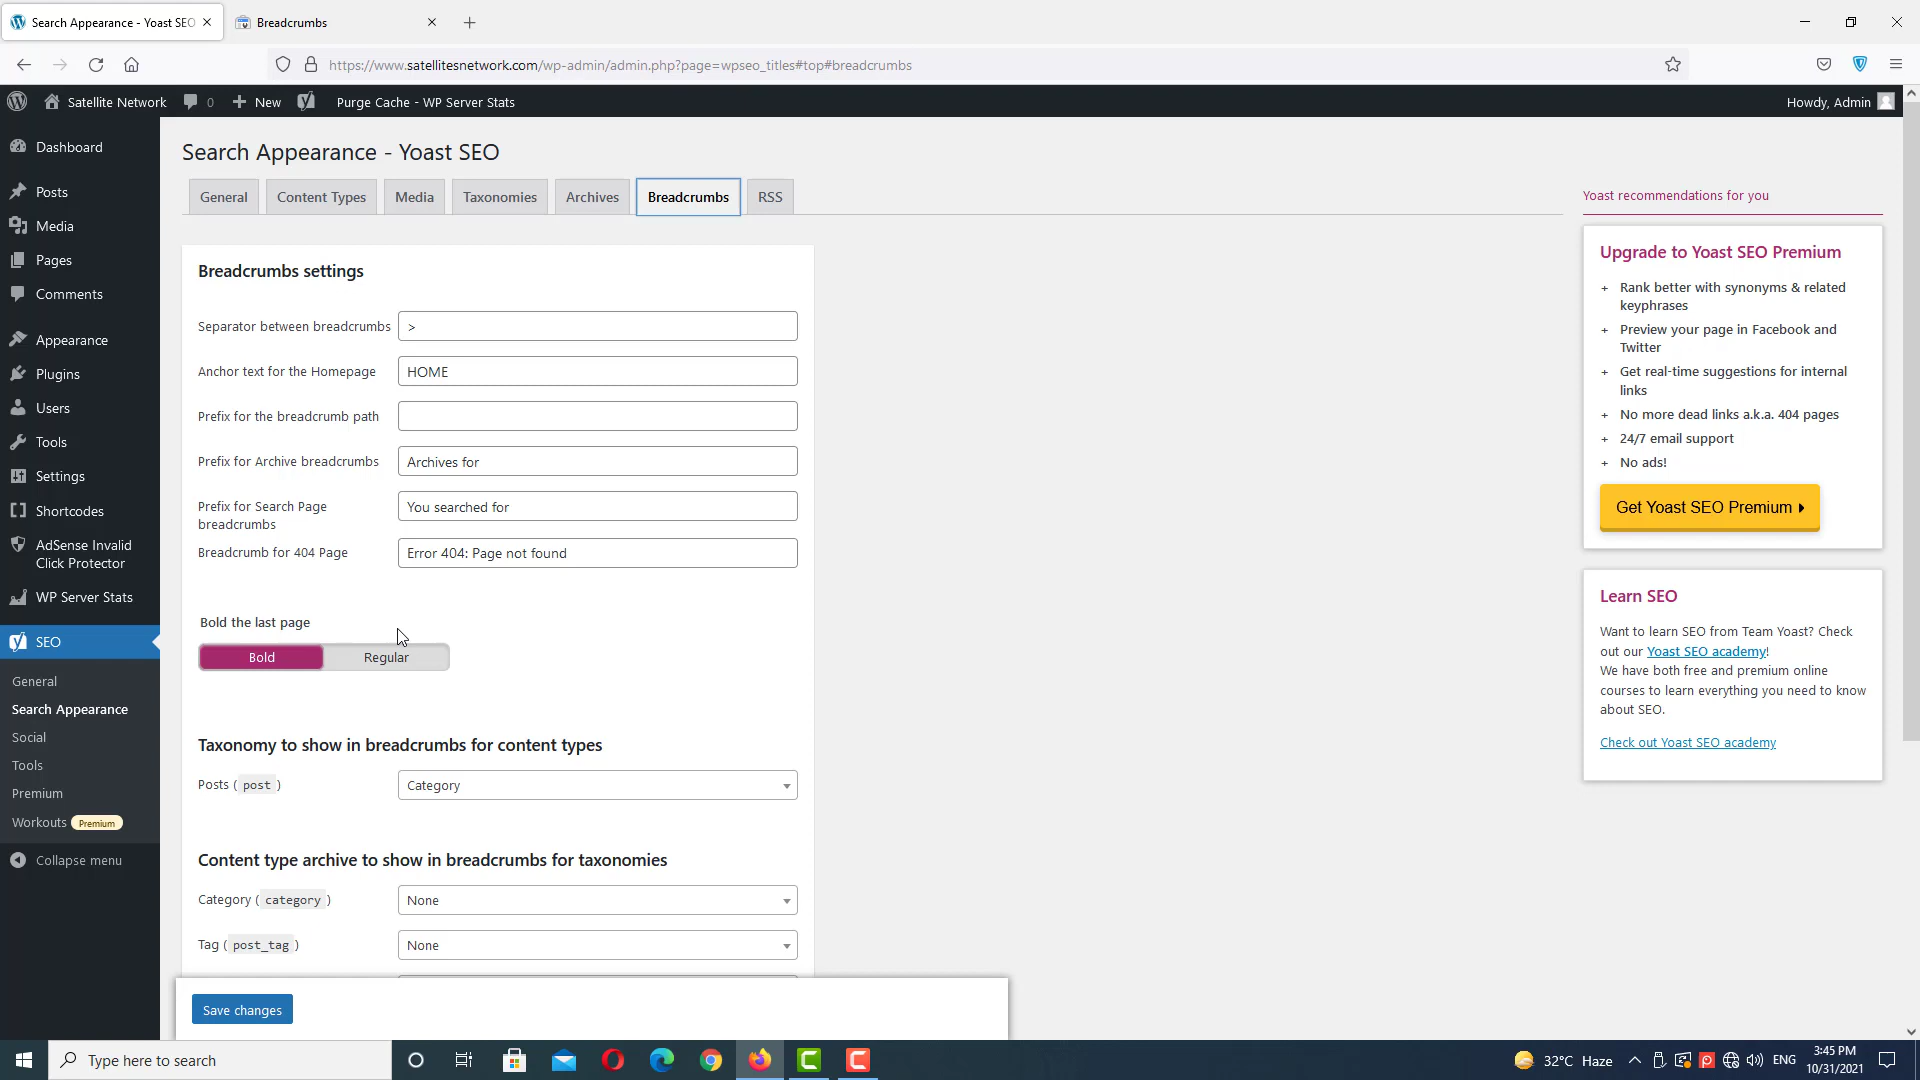 Search Appearance - Yoast SEO
Breadcrumbs
https://www.satellitesnetwork.com/wp-admin/admin.php?page=wpseo_titles#top#breadcrumbs
Satellite Network
0
New
Purge Cache - WP Server Stats
Howdy, Admin
Dashboard
Posts
Media
Pages
Comments
Appearance
Plugins
Users
Tools
Settings
Shortcodes
AdSense Invalid
Click Protector
WP Server Stats
SEO
General
Search Appearance
Social
Tools
Premium
Workouts Premium
Collapse menu
Search Appearance - Yoast SEO
General
Content Types
Media
Taxonomies
Archives
Breadcrumbs
RSS
Breadcrumbs settings
Separator between breadcrumbs
>
Anchor text for the Homepage
HOME
Prefix for the breadcrumb path
Prefix for Archive breadcrumbs
Archives for
Prefix for Search Page
breadcrumbs
You searched for
Breadcrumb for 404 Page
Error 404: Page not found
Bold the last page
Bold
Regular
Taxonomy to show in breadcrumbs for content types
Posts ( post )
Category
Content type archive to show in breadcrumbs for taxonomies
Category ( category )
None
Tag ( post_tag )
None
Save changes
Yoast recommendations for you
Upgrade to Yoast SEO Premium
+ Rank better with synonyms & related
keyphrases
+ Preview your page in Facebook and
Twitter
+ Get real-time suggestions for internal
links
+ No more dead links a.k.a. 404 pages
+ 24/7 email support
+ No ads!
Get Yoast SEO Premium
Learn SEO
Want to learn SEO from Team Yoast? Check
out our Yoast SEO academy!
We have both free and premium online
courses to learn everything you need to know
about SEO.
Check out Yoast SEO academy
Type here to search
32°C Haze
ENG
3:45 PM
10/31/2021